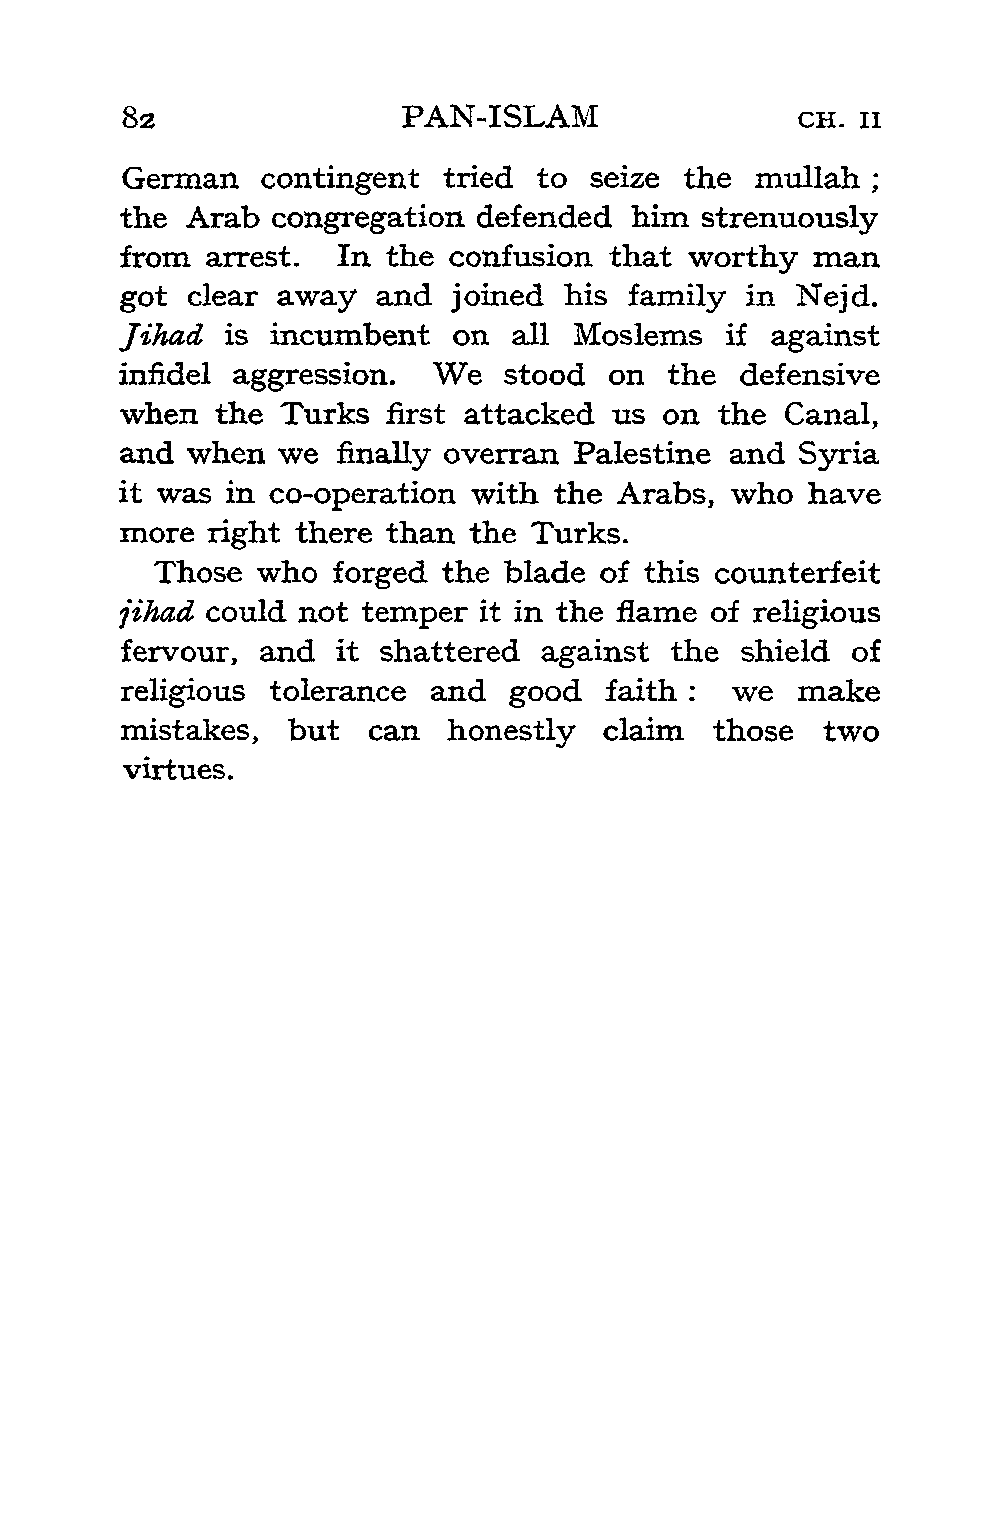 82 PAN-ISLAM CH. II
German contingent tried to seize the mullah ;
the Arab congregation defended him strenuously
from arrest. In the confusion that worthy man
got clear away and joined his family in Nejd.
Jihad is incumbent on all Moslems if against
infidel aggression. We stood on the defensive
when the Turks first attacked us on the Canal,
and when we finally overran Palestine and Syria
it was in co-operation with the Arabs, who have
more right there than the Turks.
Those who forged the blade of this counterfeit
jihad could not temper it in the flame of religious
fervour, and it shattered against the shield of
religious tolerance and good faith : we make
mistakes, but can honestly claim those two
virtues.